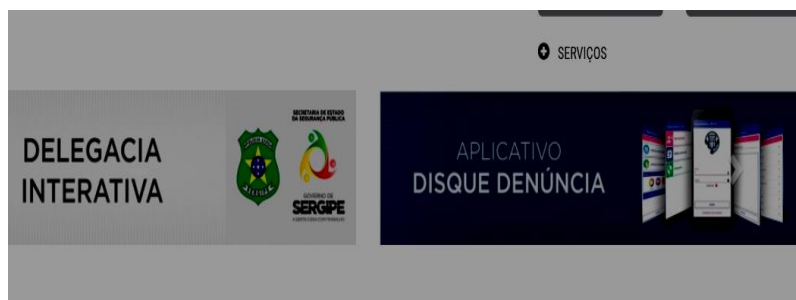 SERVIÇOS
DELEGACIA
INTERATIVA
SECRETARIA DE ESTADO
DA SEGURANÇA PÚBLICA
GOVERNO DE
SERGIPE
APLICATIVO
DISQUE DENÚNCIA